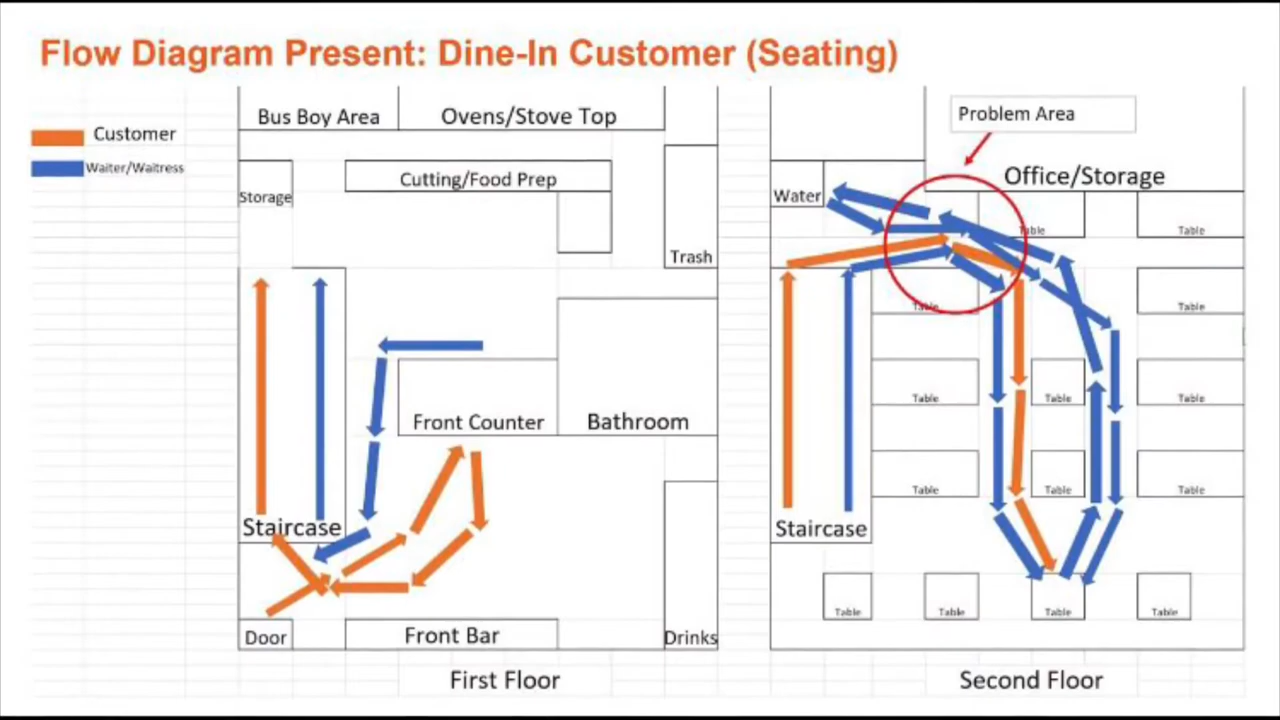 Flow Diagram Present: Dine-In Customer (Seating)
Customer
Waiter/Waitress
Bus Boy Area
Ovens/Stove Top
Cutting/Food Prep
Storage
Trash
Front Counter
Bathroom
Staircase
Door
Front Bar
Drinks
First Floor
Problem Area
Office/Storage
Water
Table
Table
Table
Table
Table
Table
Table
Table
Table
Table
Staircase
Table
Table
Table
Table
Second Floor